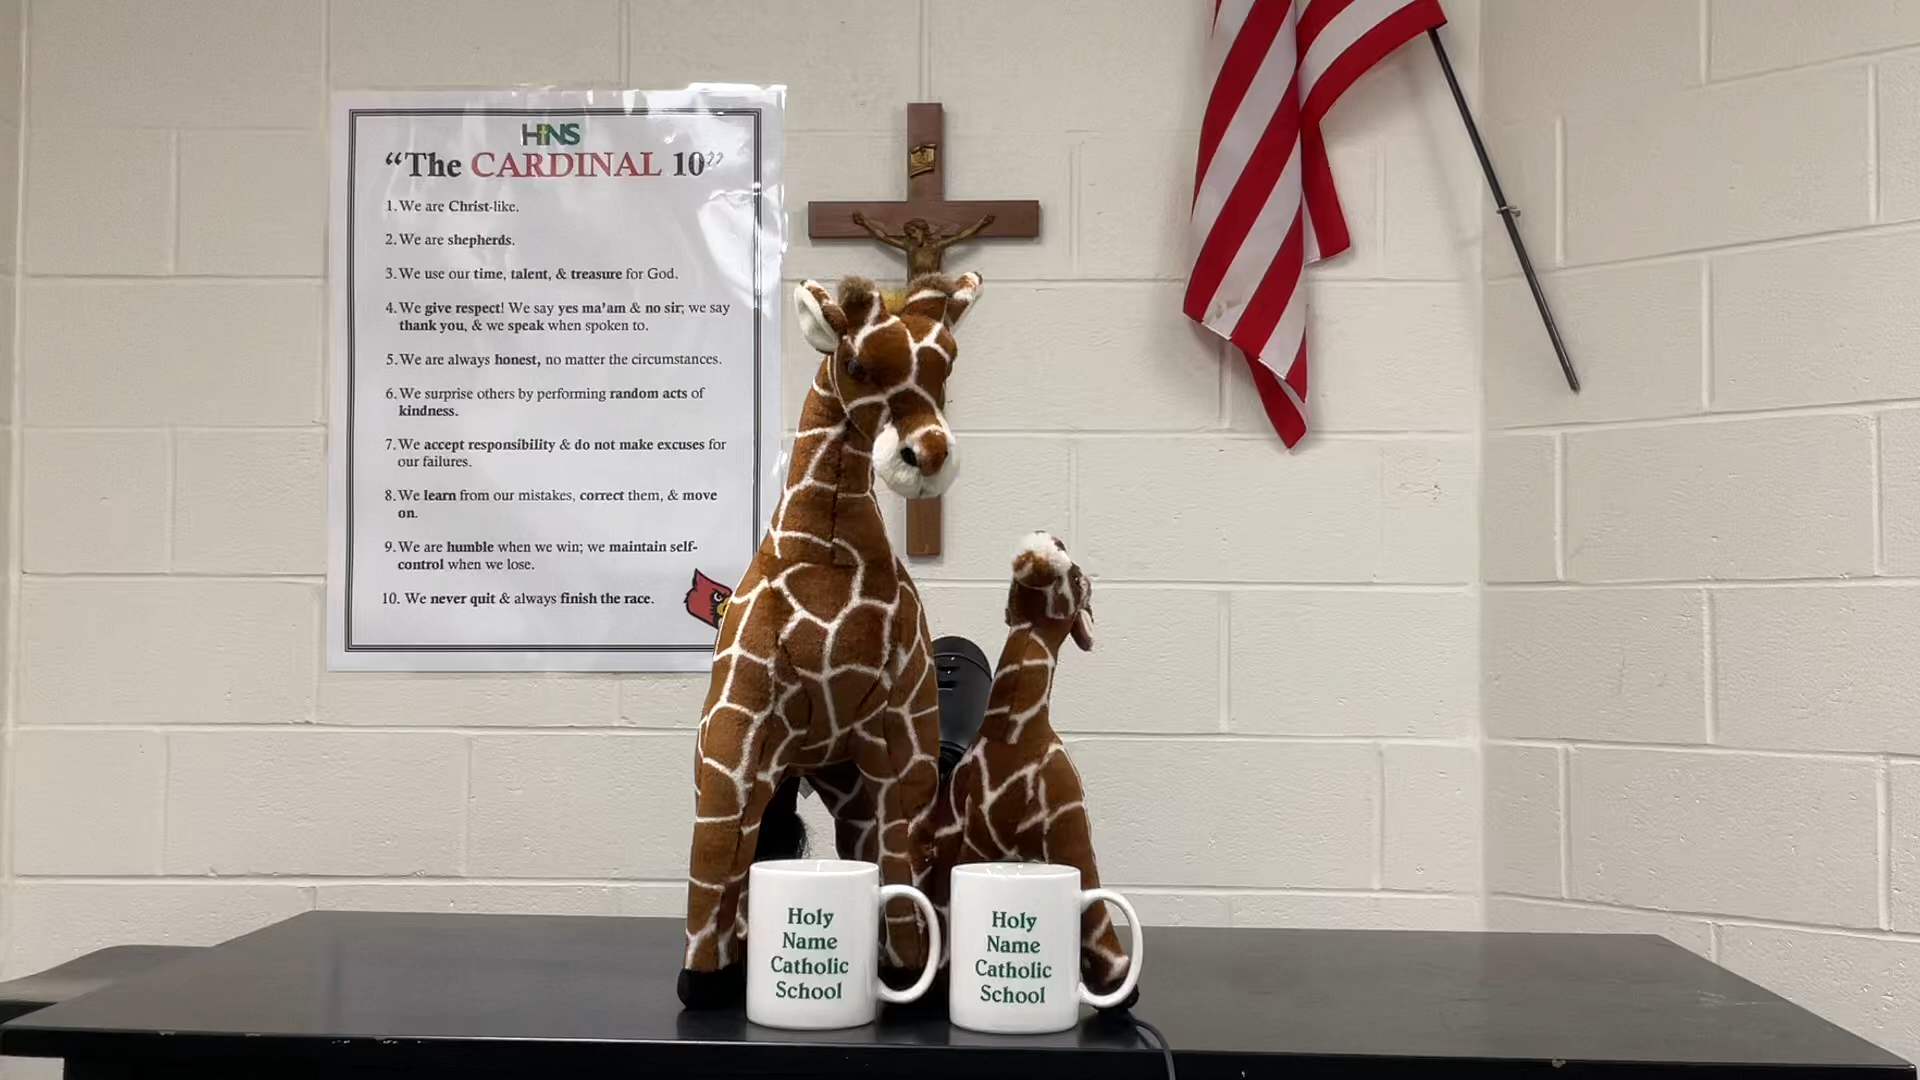 HNS
“The CARDINAL 10”
1. We are Christ-like.
2. We are shepherds.
3. We use our time, talent, & treasure for God.
4. We give respect! We say yes ma'am & no sir; we say
thank you, & we speak when spoken to.
5. We are always honest, no matter the circumstances.
6. We surprise others by performing random acts of
kindness.
7. We accept responsibility & do not make excuses for
our failures.
8. We learn from our mistakes, correct them, & move
on.
9. We are humble when we win; we maintain self-
control when we lose.
10. We never quit & always finish the race.
Holy
Name
Catholic
School
Holy
Name
Catholic
School